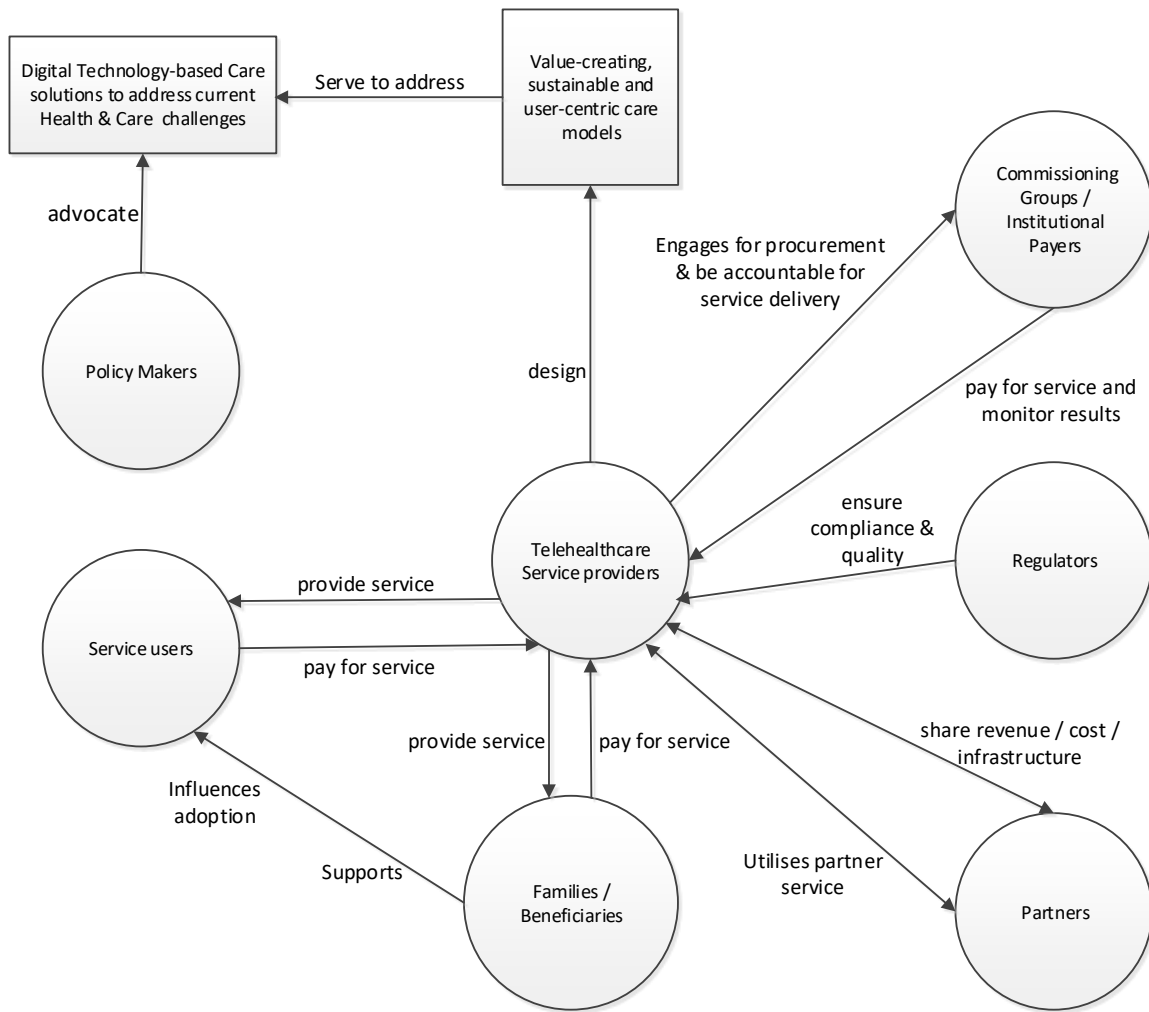 Digital Technology-based Care
solutions to address current
Health & Care challenges
Serve to address
Value-creating,
sustainable and
user-centric care
models
Commissioning
Groups /
Institutional
Payers
advocate
Engages for procurement
& be accountable for
service delivery
Policy Makers
design
pay for service and
monitor results
ensure
compliance &
quality
Telehealthcare
Service providers
Regulators
provide service
Service users
pay for service
provide service
pay for service
share revenue / cost /
infrastructure
Influences
adoption
Supports
Utilises partner
service
Families /
Beneficiaries
Partners